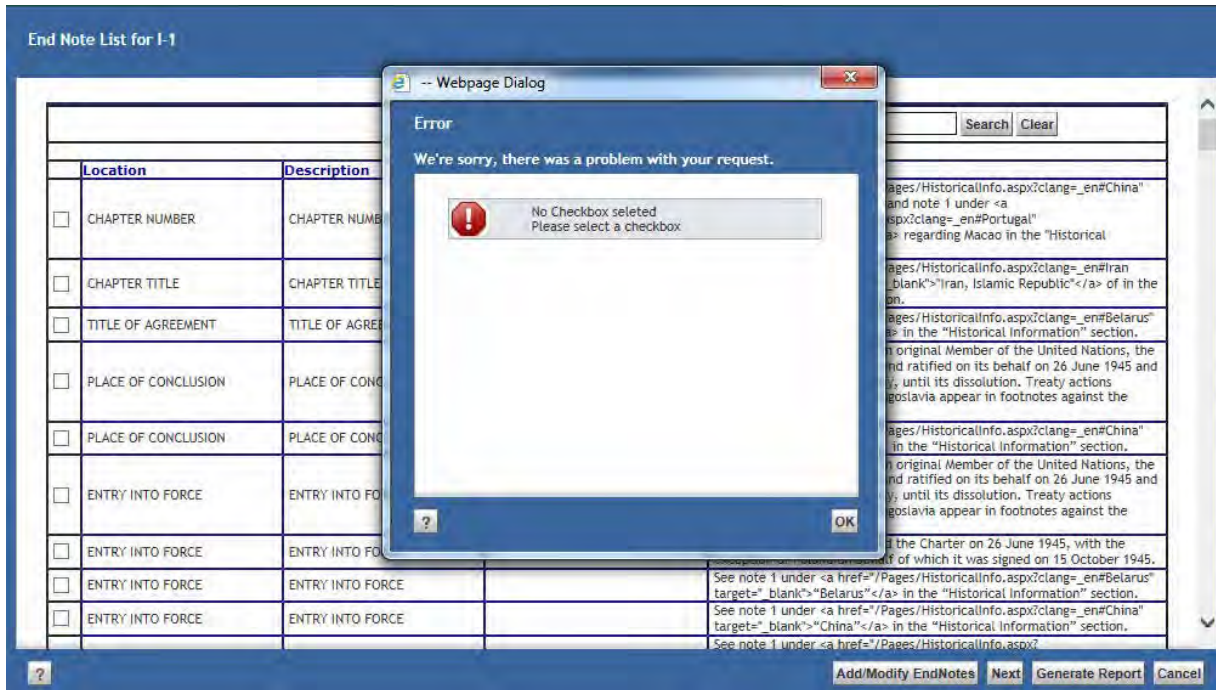 End Note List for I-1
-- Webpage Dialog
Error
We're sorry, there was a problem with your request.
No Checkbox seleted
Please select a checkbox
?
OK
Search Clear
Location Description
CHAPTER NUMBER CHAPTER NUMB
ages/HistoricalInfo.aspx?clang=_en#China"
and note 1 under <a
spx?clang=_en#Portugal"
a> regarding Macao in the "Historical
CHAPTER TITLE CHAPTER TITLE
ages/HistoricalInfo.aspx?clang=_en#Iran
_blank">"Iran, Islamic Republic"</a> of in the
on.
TITLE OF AGREEMENT TITLE OF AGREE
ages/HistoricalInfo.aspx?clang=_en#Belarus"
a> in the “Historical Information” section.
PLACE OF CONCLUSION PLACE OF CONC
n original Member of the United Nations, the
nd ratified on its behalf on 26 June 1945 and
y, until its dissolution. Treaty actions
goslavia appear in footnotes against the
PLACE OF CONCLUSION PLACE OF CONC
ages/HistoricalInfo.aspx?clang=_en#China"
in the “Historical Information” section.
ENTRY INTO FORCE ENTRY INTO FO
n original Member of the United Nations, the
nd ratified on its behalf on 26 June 1945 and
y, until its dissolution. Treaty actions
goslavia appear in footnotes against the
ENTRY INTO FORCE ENTRY INTO FO
d the Charter on 26 June 1945, with the
of which it was signed on 15 October 1945.
ENTRY INTO FORCE ENTRY INTO FORCE
See note 1 under <a href="/Pages/HistoricalInfo.aspx?clang=_en#Belarus"
target="_blank">“Belarus”</a> in the “Historical Information” section.
ENTRY INTO FORCE ENTRY INTO FORCE
See note 1 under <a href="/Pages/HistoricalInfo.aspx?clang=_en#China"
target="_blank">“China”</a> in the “Historical Information” section.
See note 1 under <a href="/Pages/HistoricalInfo.aspx?
? Add/Modify EndNotes Next Generate Report Cancel